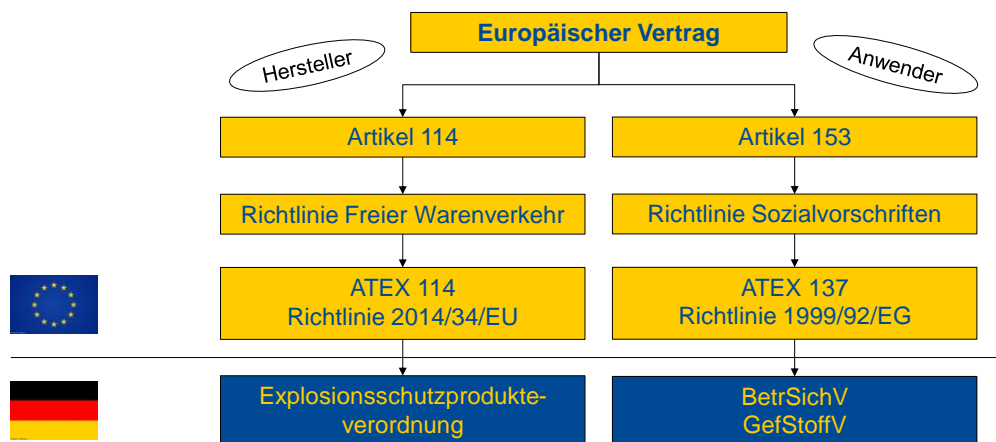 Europäischer Vertrag
Hersteller
Anwender
Artikel 114
Artikel 153
Richtlinie Freier Warenverkehr
Richtlinie Sozialvorschriften
ATEX 114
Richtlinie 2014/34/EU
ATEX 137
Richtlinie 1999/92/EG
Explosionsschutzprodukte-
verordnung
BetrSichV
GefStoffV